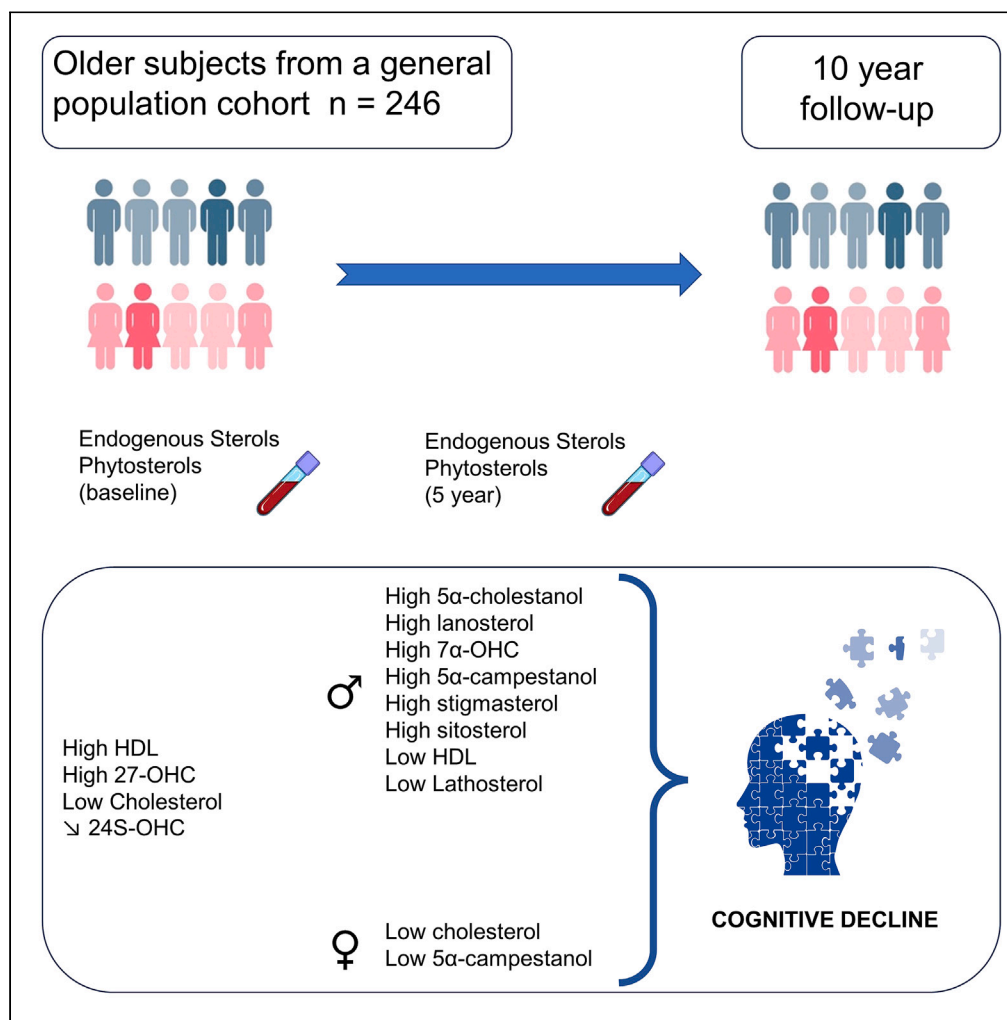 Older subjects from a general
population cohort n = 246
10 year
follow-up
Endogenous Sterols
Phytosterols
(baseline)
Endogenous Sterols
Phytosterols
(5 year)
High HDL
High 27-OHC
Low Cholesterol
↘ 24S-OHC
♂
High 5α-cholestanol
High lanosterol
High 7α-OHC
High 5α-campestanol
High stigmasterol
High sitosterol
Low HDL
Low Lathosterol
♀
Low cholesterol
Low 5α-campestanol
COGNITIVE DECLINE